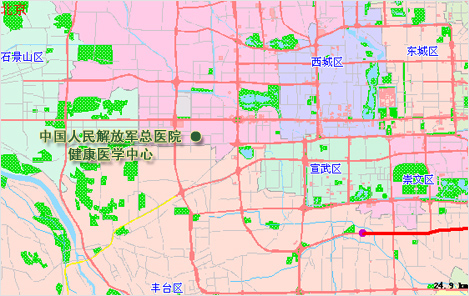 北京
石景山区
西城区
东城区
中国人民解放军总医院
健康医学中心
宣武区
崇文区
丰台区
24.9 km